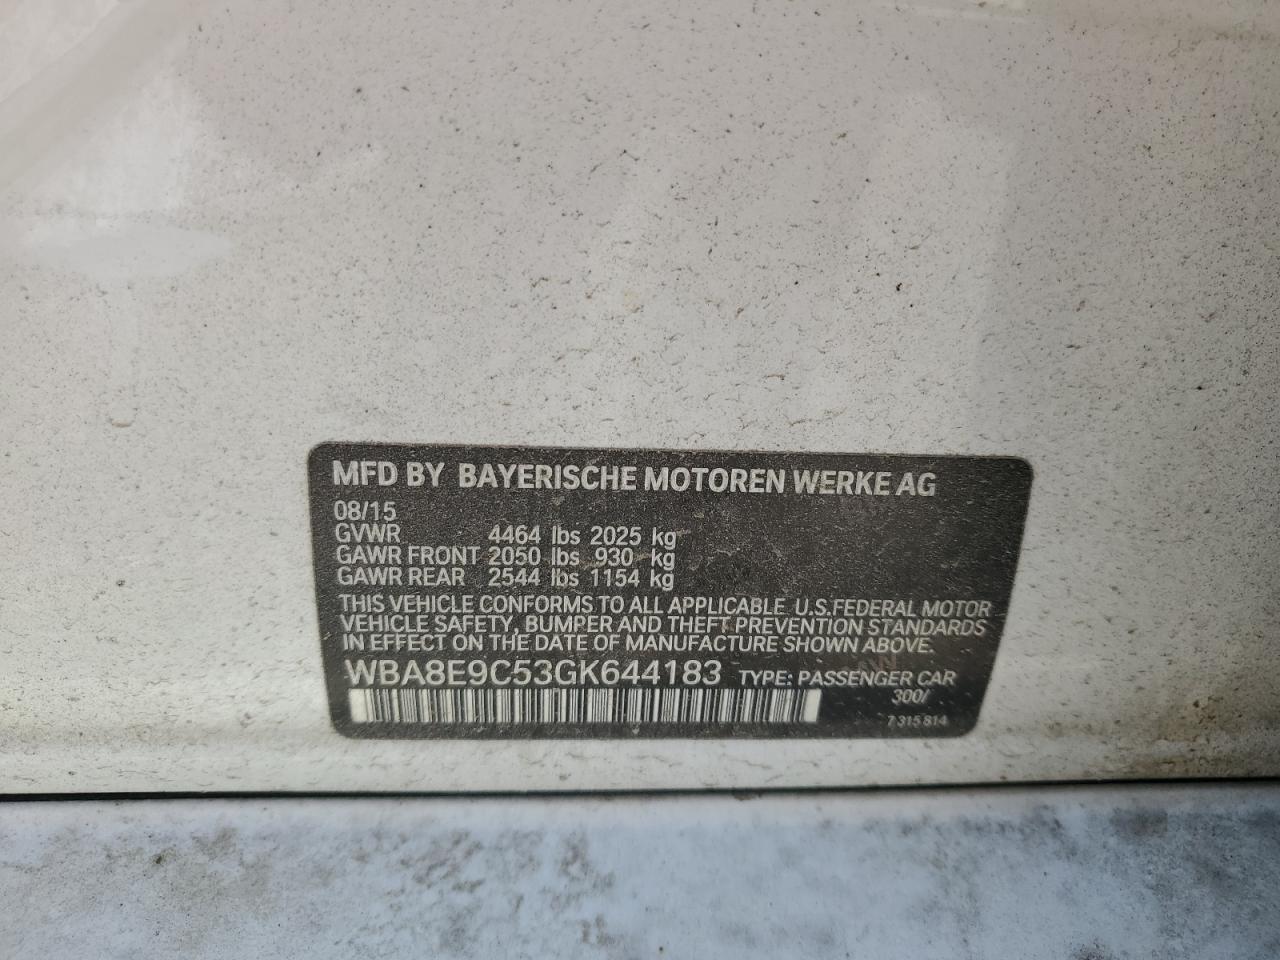 MFD BY BAYERISCHE MOTOREN WERKE AG
08/15
GVWR 4464 lbs 2025 kg
GAWR FRONT 2050 lbs 930 kg
GAWR REAR 2544 lbs 1154 kg
THIS VEHICLE CONFORMS TO ALL APPLICABLE U.S.FEDERAL MOTOR
VEHICLE SAFETY, BUMPER AND THEFT PREVENTION STANDARDS
IN EFFECT ON THE DATE OF MANUFACTURE SHOWN ABOVE.
WBA8E9C53GK644183 TYPE: PASSENGER CAR
300/
7 315 814